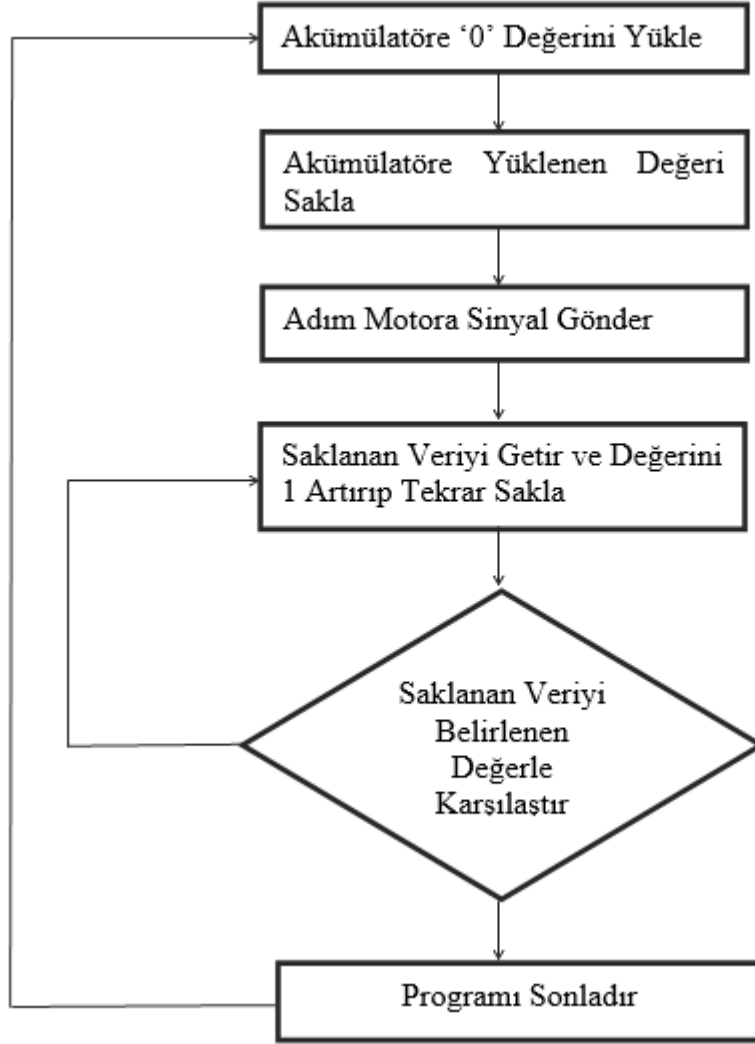 Akümülatöre ‘0’ Değerini Yükle
Akümülatöre Yüklenen Değeri
Sakla
Adım Motora Sinyal Gönder
Saklanan Veriyi Getir ve Değerini
1 Artırıp Tekrar Sakla
Saklanan Veriyi
Belirlenen
Değerle
Karşılaştır
Programı Sonladır